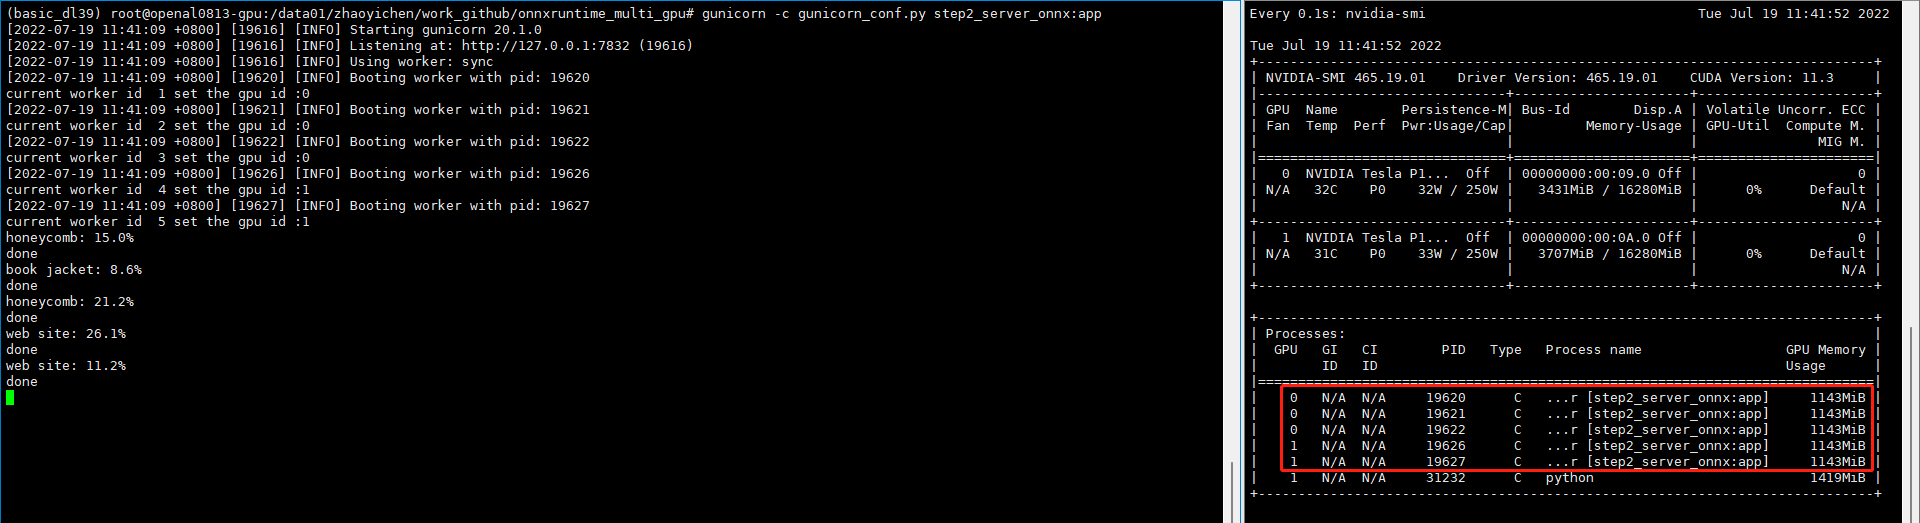 (basic_dl39) root@openal0813-gpu:/data01/zhaoyichen/work_github/onnxruntime_multi_gpu# gunicorn -c gunicorn_conf.py step2_server_onnx:app
[2022-07-19 11:41:09 +0800] [19616] [INFO] Starting gunicorn 20.1.0
[2022-07-19 11:41:09 +0800] [19616] [INFO] Listening at: http://127.0.0.1:7832 (19616)
[2022-07-19 11:41:09 +0800] [19616] [INFO] Using worker: sync
[2022-07-19 11:41:09 +0800] [19620] [INFO] Booting worker with pid: 19620
current worker id  1 set the gpu id :0
[2022-07-19 11:41:09 +0800] [19621] [INFO] Booting worker with pid: 19621
current worker id  2 set the gpu id :0
[2022-07-19 11:41:09 +0800] [19622] [INFO] Booting worker with pid: 19622
current worker id  3 set the gpu id :0
[2022-07-19 11:41:09 +0800] [19626] [INFO] Booting worker with pid: 19626
current worker id  4 set the gpu id :1
[2022-07-19 11:41:09 +0800] [19627] [INFO] Booting worker with pid: 19627
current worker id  5 set the gpu id :1
honeycomb: 15.0%
done
book jacket: 8.6%
done
honeycomb: 21.2%
done
web site: 26.1%
done
web site: 11.2%
done
Every 0.1s: nvidia-smi Tue Jul 19 11:41:52 2022
Tue Jul 19 11:41:52 2022
+-----------------------------------------------------------------------------+
| NVIDIA-SMI 465.19.01    Driver Version: 465.19.01    CUDA Version: 11.3     |
|-------------------------------+----------------------+----------------------+
| GPU  Name        Persistence-M| Bus-Id        Disp.A | Volatile Uncorr. ECC |
| Fan  Temp  Perf  Pwr:Usage/Cap|         Memory-Usage | GPU-Util  Compute M. |
|                               |                      |               MIG M. |
|===============================+======================+======================|
|   0  NVIDIA Tesla P1...  Off  | 00000000:00:09.0 Off |                    0 |
| N/A   32C    P0    32W / 250W |   3431MiB / 16280MiB |      0%      Default |
|                               |                      |                  N/A |
+-------------------------------+----------------------+----------------------+
|   1  NVIDIA Tesla P1...  Off  | 00000000:00:0A.0 Off |                    0 |
| N/A   31C    P0    33W / 250W |   3707MiB / 16280MiB |      0%      Default |
|                               |                      |                  N/A |
+-------------------------------+----------------------+----------------------+
+-----------------------------------------------------------------------------+
| Processes:                                                                  |
|  GPU   GI   CI        PID   Type   Process name                  GPU Memory |
|        ID   ID                                                   Usage      |
|=============================================================================|
|    0   N/A  N/A     19620      C   ...r [step2_server_onnx:app]     1143MiB |
|    0   N/A  N/A     19621      C   ...r [step2_server_onnx:app]     1143MiB |
|    0   N/A  N/A     19622      C   ...r [step2_server_onnx:app]     1143MiB |
|    1   N/A  N/A     19626      C   ...r [step2_server_onnx:app]     1143MiB |
|    1   N/A  N/A     19627      C   ...r [step2_server_onnx:app]     1143MiB |
|    1   N/A  N/A     31232      C   python                           1419MiB |
+-----------------------------------------------------------------------------+